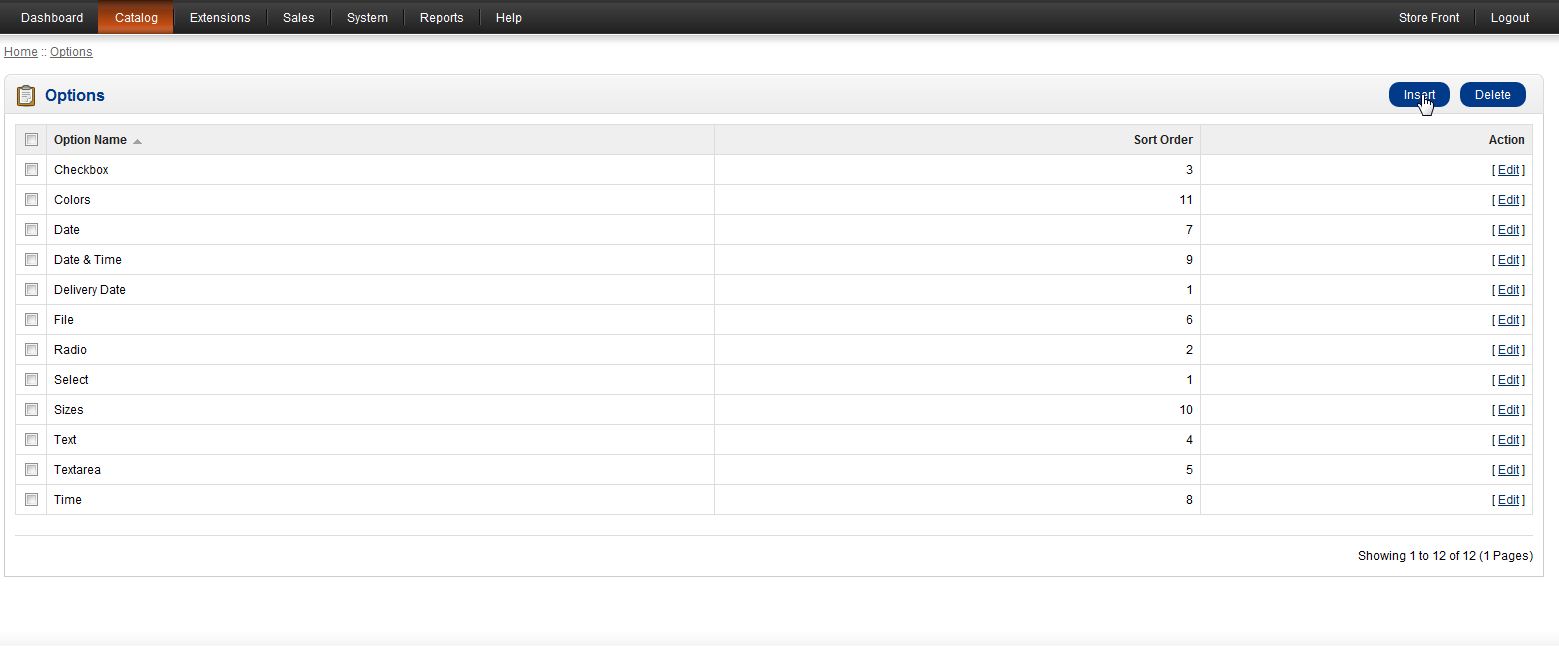 Dashboard Catalog Extensions Sales System Reports Help Store Front Logout
Home :: Options
Options Insert Delete
Option Name Sort Order Action
Checkbox 3 [ Edit ]
Colors 11 [ Edit ]
Date 7 [ Edit ]
Date & Time 9 [ Edit ]
Delivery Date 1 [ Edit ]
File 6 [ Edit ]
Radio 2 [ Edit ]
Select 1 [ Edit ]
Sizes 10 [ Edit ]
Text 4 [ Edit ]
Textarea 5 [ Edit ]
Time 8 [ Edit ]
Showing 1 to 12 of 12 (1 Pages)